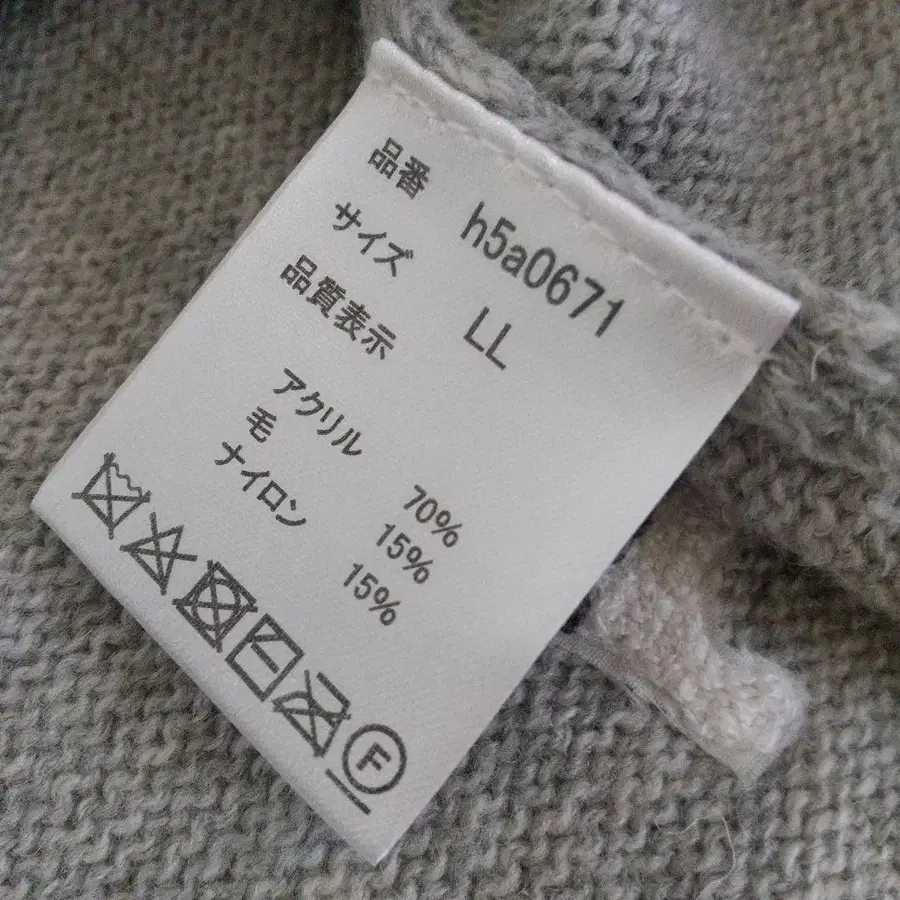 品番 h5a0671
サイズ LL
品質表示
アクリル 70%
毛 15%
ナイロン 15%
F